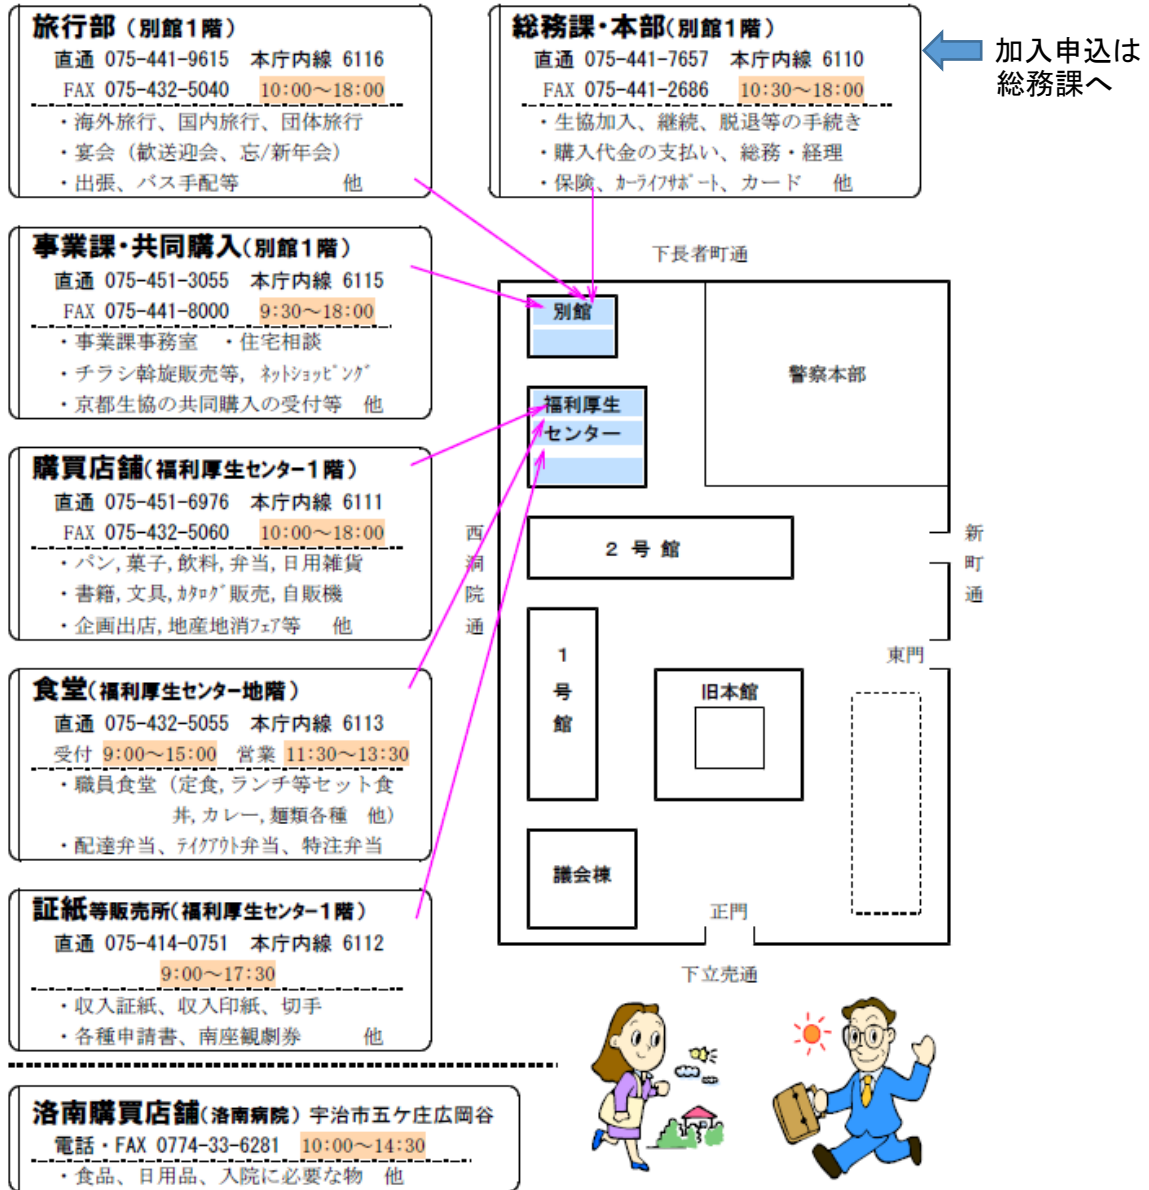 旅行部（別館1階）
直通 075-441-9615 本庁内線 6116
FAX 075-432-5040 10:00～18:00
・海外旅行、国内旅行、団体旅行
・宴会（歓送迎会、忘/新年会）
・出張、バス手配等 他
総務課・本部(別館1階)
直通 075-441-7657 本庁内線 6110
FAX 075-441-2686 10:30～18:00
・生協加入、継続、脱退等の手続き
・購入代金の支払い、総務・経理
・保険、ｶｰﾗｲﾌｻﾎﾟｰﾄ、カード 他
加入申込は
総務課へ
事業課・共同購入(別館1階)
直通 075-451-3055 本庁内線 6115
FAX 075-441-8000 9:30～18:00
・事業課事務室 ・住宅相談
・チラシ斡旋販売等, ﾈｯﾄｼｮｯﾋﾟﾝｸﾞ
・京都生協の共同購入の受付等 他
購買店舗(福利厚生ｾﾝﾀｰ1階)
直通 075-451-6976 本庁内線 6111
FAX 075-432-5060 10:00～18:00
・パン,菓子,飲料,弁当,日用雑貨
・書籍,文具,ｶﾀﾛｸﾞ販売,自販機
・企画出店,地産地消ﾌｪｱ等 他
食堂(福利厚生ｾﾝﾀｰ地階)
直通 075-432-5055 本庁内線 6113
受付 9:00～15:00 営業 11:30～13:30
・職員食堂（定食,ランチ等セット食
丼,カレー,麺類各種 他）
・配達弁当、ﾃｲｸｱｳﾄ弁当、特注弁当
証紙等販売所(福利厚生ｾﾝﾀｰ1階)
直通 075-414-0751 本庁内線 6112
9:00～17:30
・収入証紙、収入印紙、切手
・各種申請書、南座観劇券 他
洛南購買店舗(洛南病院) 宇治市五ケ庄広岡谷
電話・FAX 0774-33-6281 10:00～14:30
・食品、日用品、入院に必要な物 他
下長者町通
別館
警察本部
福利厚生
センター
西洞院通
２号館
新町通
1号館
東門
旧本館
議会棟
正門
下立売通